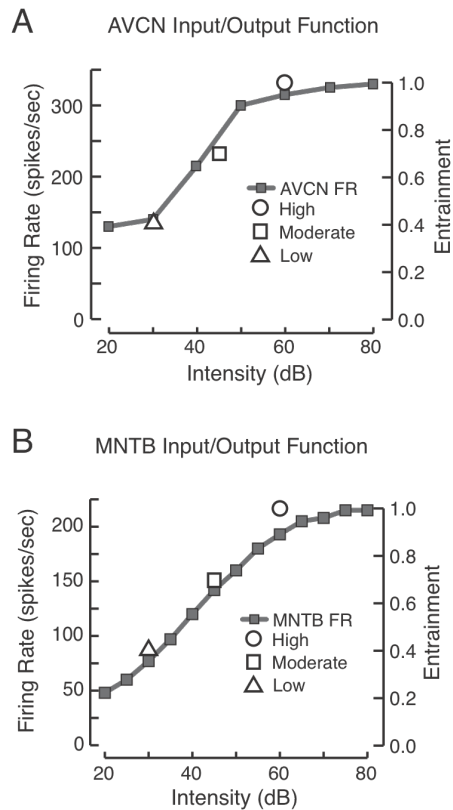 A
AVCN Input/Output Function
Firing Rate (spikes/sec)
300
200
100
0
1.0
0.8
0.6
0.4
0.2
0.0
Entrainment
AVCN FR
High
Moderate
Low
20 40 60 80
Intensity (dB)
B
MNTB Input/Output Function
Firing Rate (spikes/sec)
200
150
100
50
0
1.0
0.8
0.6
0.4
0.2
0.0
Entrainment
MNTB FR
High
Moderate
Low
20 40 60 80
Intensity (dB)